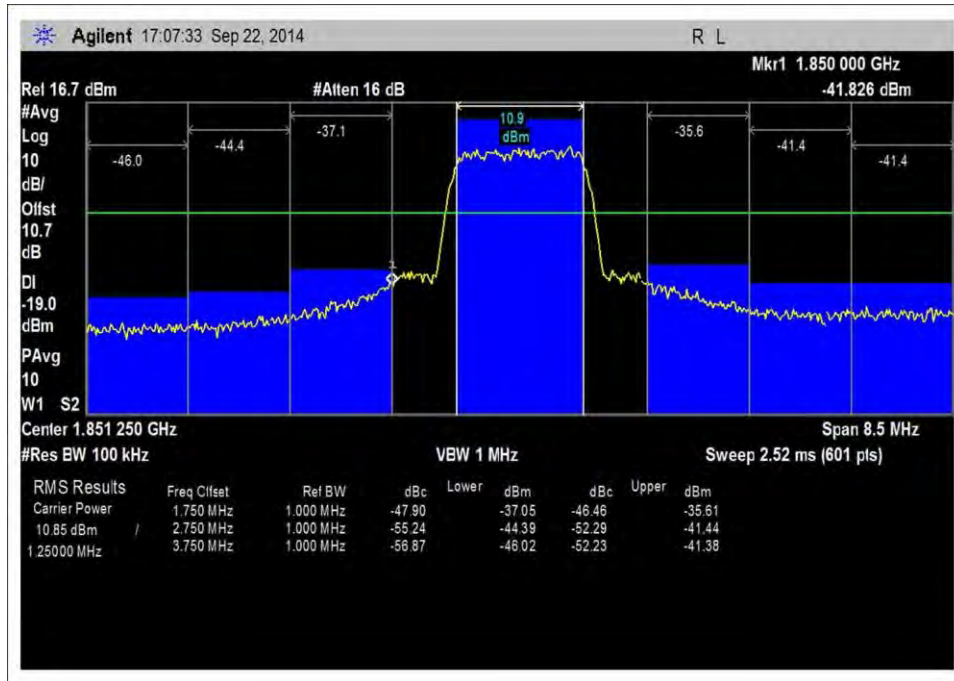 Agilent 17:07:33 Sep 22, 2014 R L
Mkr1 1.850 000 GHz
Rel 16.7 dBm #Atten 16 dB -41.826 dBm
#Avg
Log
10
dB/
Offst
10.7
dB
DI
-19.0
dBm
PAvg
10
W1 S2
-46.0 -44.4 -37.1 10.9 dBm -35.6 -41.4 -41.4
1
Center 1.851 250 GHz Span 8.5 MHz
#Res BW 100 kHz VBW 1 MHz Sweep 2.52 ms (601 pts)
RMS Results Freq Offset Ref BW dBc Lower dBm dBc Upper dBm
Carrier Power 1.750 MHz 1.000 MHz -47.90 -37.05 -46.46 -35.61
10.85 dBm / 2.750 MHz 1.000 MHz -55.24 -44.39 -52.29 -41.44
1.25000 MHz 3.750 MHz 1.000 MHz -56.87 -46.02 -52.23 -41.38